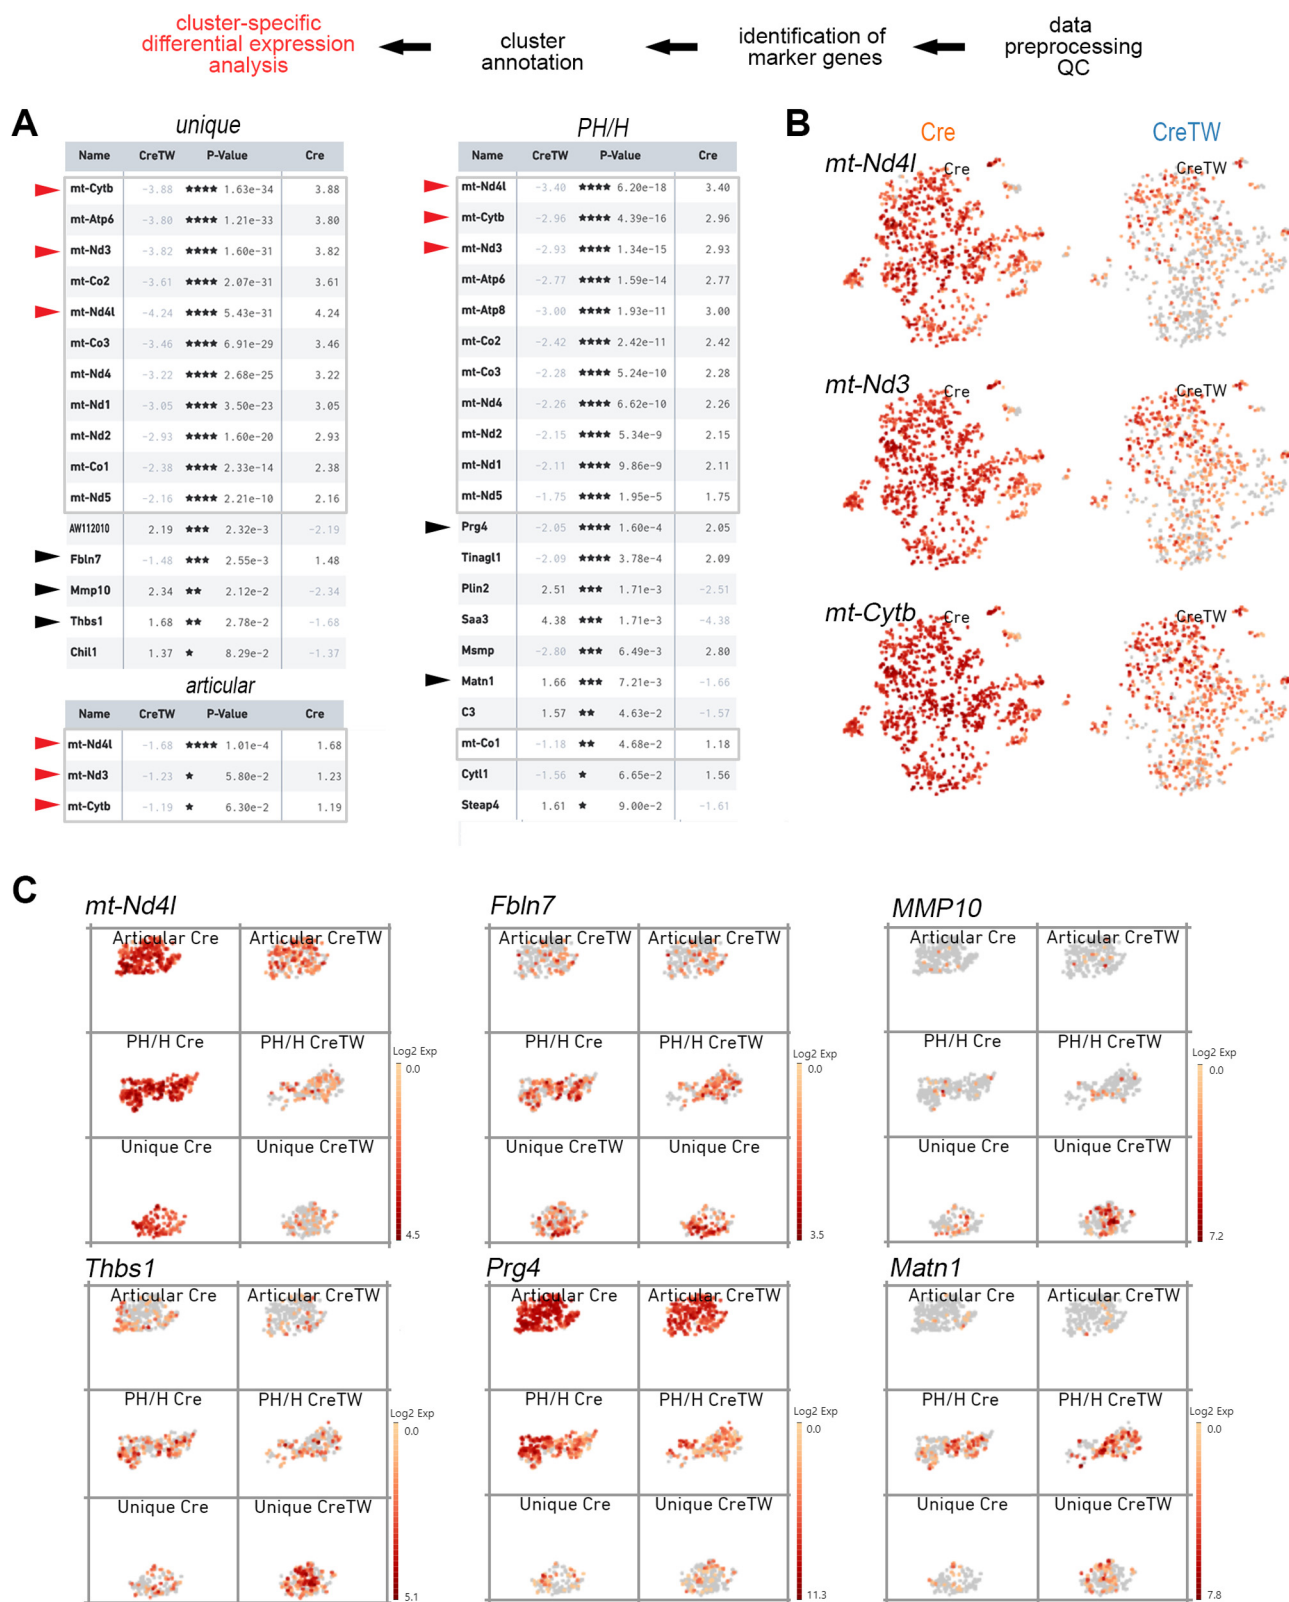 cluster-specific
differential expression
analysis
cluster
annotation
identification of
marker genes
data
preprocessing
QC
A
unique
Name CreTW P-Value Cre
mt-Cytb -3.88 ★★★★ 1.63e-34 3.88
mt-Atp6 -3.80 ★★★★ 1.21e-33 3.80
mt-Nd3 -3.82 ★★★★ 1.60e-31 3.82
mt-Co2 -3.61 ★★★★ 2.07e-31 3.61
mt-Nd4l -4.24 ★★★★ 5.43e-31 4.24
mt-Co3 -3.46 ★★★★ 6.91e-29 3.46
mt-Nd4 -3.22 ★★★★ 2.68e-25 3.22
mt-Nd1 -3.05 ★★★★ 3.50e-23 3.05
mt-Nd2 -2.93 ★★★★ 1.60e-20 2.93
mt-Co1 -2.38 ★★★★ 2.33e-14 2.38
mt-Nd5 -2.16 ★★★★ 2.21e-10 2.16
AW112010 2.19 ★★★ 2.32e-3 -2.19
Fbln7 -1.48 ★★★ 2.55e-3 1.48
Mmp10 2.34 ★★ 2.12e-2 -2.34
Thbs1 1.68 ★★ 2.78e-2 -1.68
Chil1 1.37 ★ 8.29e-2 -1.37
articular
Name CreTW P-Value Cre
mt-Nd4l -1.68 ★★★★ 1.01e-4 1.68
mt-Nd3 -1.23 ★ 5.80e-2 1.23
mt-Cytb -1.19 ★ 6.30e-2 1.19
PH/H
Name CreTW P-Value Cre
mt-Nd4l -3.40 ★★★★ 6.20e-18 3.40
mt-Cytb -2.96 ★★★★ 4.39e-16 2.96
mt-Nd3 -2.93 ★★★★ 1.34e-15 2.93
mt-Atp6 -2.77 ★★★★ 1.59e-14 2.77
mt-Atp8 -3.00 ★★★★ 1.93e-11 3.00
mt-Co2 -2.42 ★★★★ 2.42e-11 2.42
mt-Co3 -2.28 ★★★★ 5.24e-10 2.28
mt-Nd4 -2.26 ★★★★ 6.62e-10 2.26
mt-Nd2 -2.15 ★★★★ 5.34e-9 2.15
mt-Nd1 -2.11 ★★★★ 9.86e-9 2.11
mt-Nd5 -1.75 ★★★★ 1.95e-5 1.75
Prg4 -2.05 ★★★★ 1.60e-4 2.05
Tinagl1 -2.09 ★★★★ 3.78e-4 2.09
Plin2 2.51 ★★★ 1.71e-3 -2.51
Saa3 4.38 ★★★ 1.71e-3 -4.38
Msmp -2.80 ★★★ 6.49e-3 2.80
Matn1 1.66 ★★★ 7.21e-3 -1.66
C3 1.57 ★★ 4.63e-2 -1.57
mt-Co1 -1.18 ★★ 4.68e-2 1.18
Cytl1 -1.56 ★ 6.65e-2 1.56
Steap4 1.61 ★ 9.00e-2 -1.61
B
Cre CreTW
mt-Nd4l Cre CreTW
mt-Nd3 Cre CreTW
mt-Cytb Cre CreTW
C
mt-Nd4l
Articular Cre Articular CreTW
PH/H Cre PH/H CreTW
Unique Cre Unique CreTW
Log2 Exp
0.0
4.5
Fbln7
Articular CreTW Articular CreTW
PH/H Cre PH/H CreTW
Unique CreTW Unique Cre
Log2 Exp
0.0
3.5
MMP10
Articular Cre Articular CreTW
PH/H Cre PH/H CreTW
Unique Cre Unique CreTW
Log2 Exp
0.0
7.2
Thbs1
Articular Cre Articular CreTW
PH/H Cre PH/H CreTW
Unique Cre Unique CreTW
Log2 Exp
0.0
5.1
Prg4
Articular Cre Articular CreTW
PH/H Cre PH/H CreTW
Unique Cre Unique CreTW
Log2 Exp
0.0
11.3
Matn1
Articular Cre Articular CreTW
PH/H Cre PH/H CreTW
Unique Cre Unique CreTW
Log2 Exp
0.0
7.8